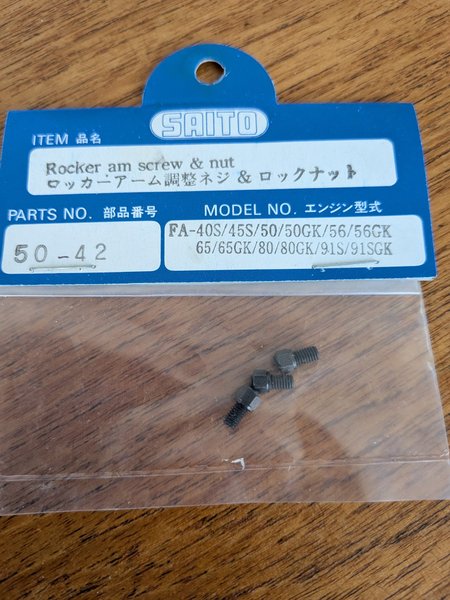 SAITO
ITEM 品名
Rocker am screw & nut
ロッカーアーム調整ネジ & ロックナット
PARTS NO. 部品番号
MODEL NO. エンジン型式
50-42
FA-40S/45S/50/50GK/56/56GK
65/65GK/80/80GK/91S/91SGK